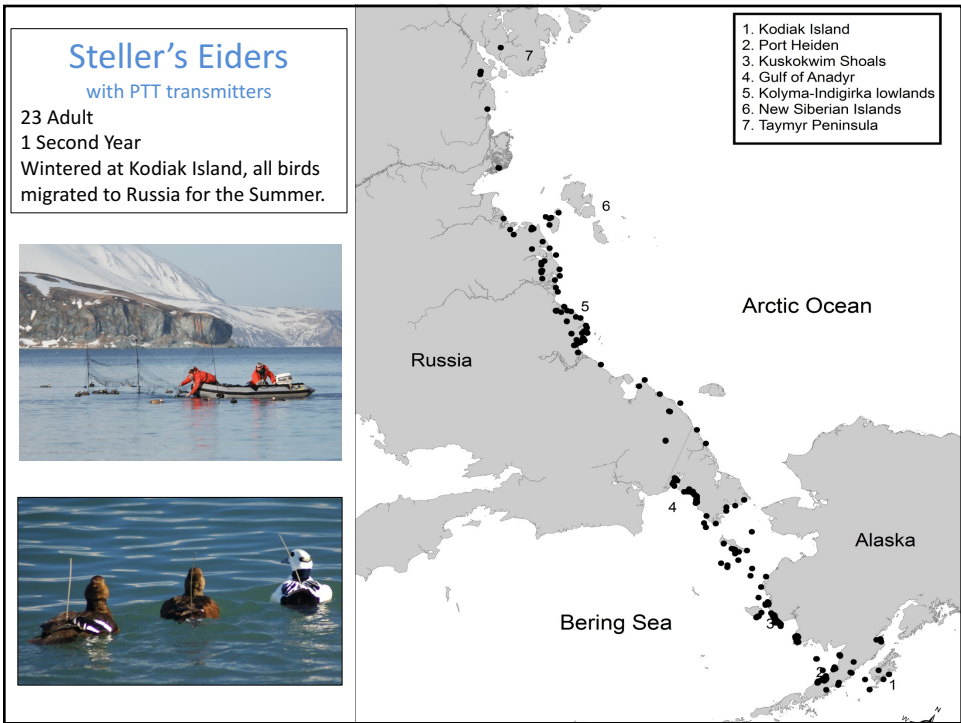 Steller's Eiders
with PTT transmitters
23 Adult
1 Second Year
Wintered at Kodiak Island, all birds
migrated to Russia for the Summer.
1. Kodiak Island
2. Port Heiden
3. Kuskokwim Shoals
4. Gulf of Anadyr
5. Kolyma-Indigirka lowlands
6. New Siberian Islands
7. Taymyr Peninsula
7
6
5
Arctic Ocean
Russia
4
Alaska
Bering Sea
3
2
1
W
N